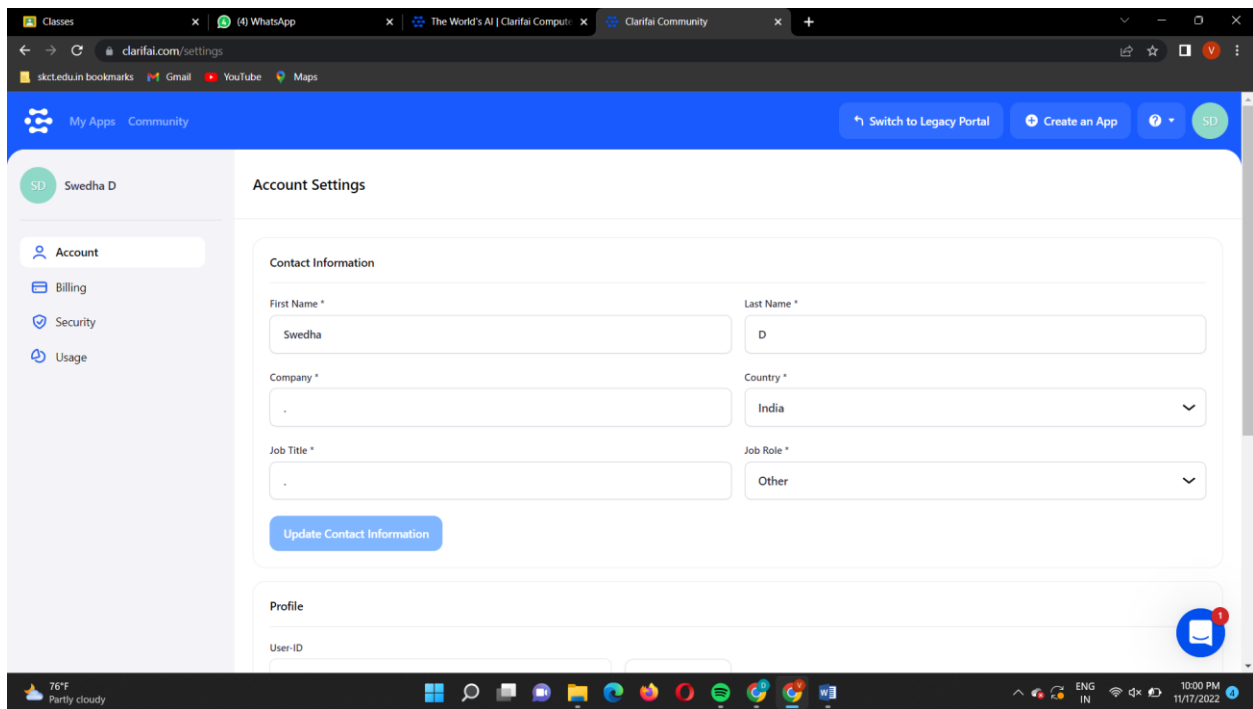 Classes
(4) WhatsApp
The World's AI | Clarifai Compute
Clarifai Community
clarifai.com/settings
V
skct.edu.in bookmarks Gmail YouTube Maps
My Apps Community
Switch to Legacy Portal
Create an App
?
SD
SD Swedha D
Account Settings
Account
Billing
Security
Usage
Contact Information
First Name * Last Name *
Swedha D
Company * Country *
. India
Job Title * Job Role *
. Other
Update Contact Information
Profile
User-ID
1
76°F
Partly cloudy
ENG
IN
10:00 PM
11/17/2022
4